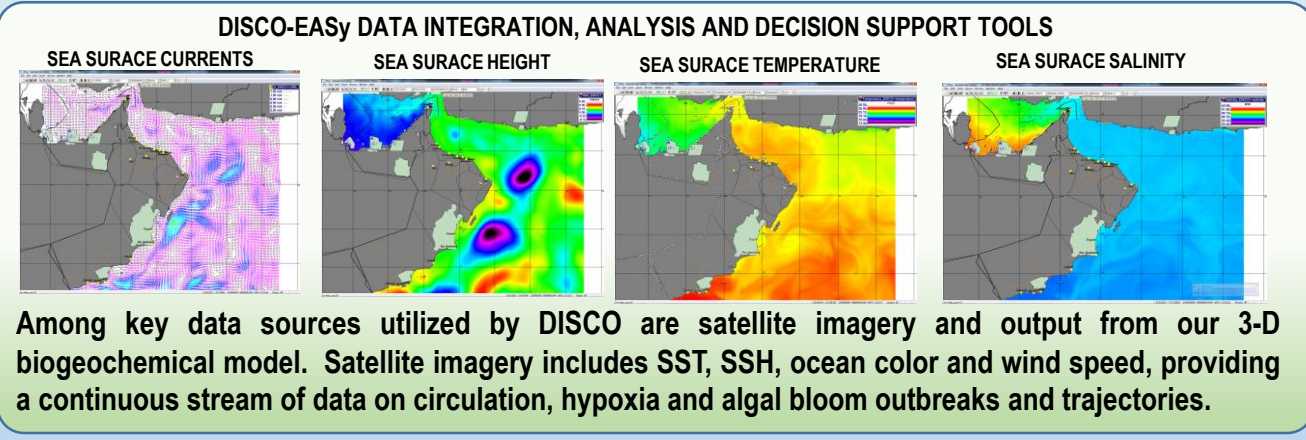 DISCO-EASy DATA INTEGRATION, ANALYSIS AND DECISION SUPPORT TOOLS
SEA SURACE CURRENTS
SEA SURACE HEIGHT
SEA SURACE TEMPERATURE
SEA SURACE SALINITY
Among key data sources utilized by DISCO are satellite imagery and output from our 3-D
biogeochemical model. Satellite imagery includes SST, SSH, ocean color and wind speed, providing
a continuous stream of data on circulation, hypoxia and algal bloom outbreaks and trajectories.